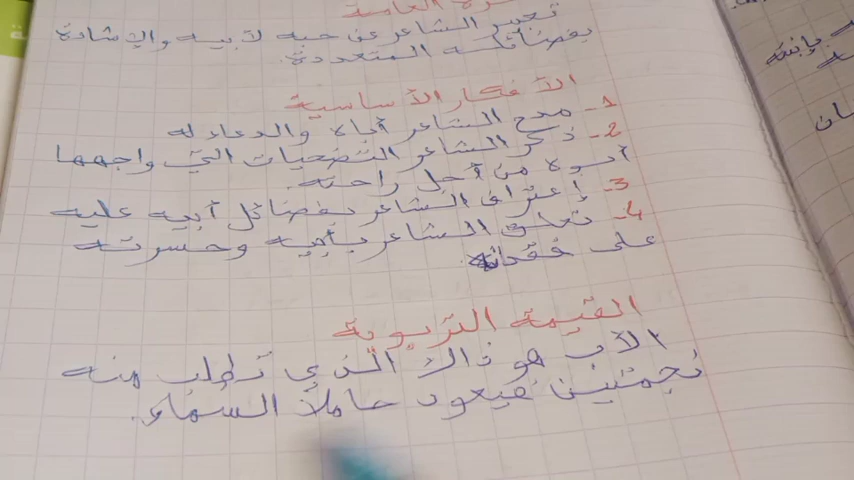 الفكرة العامة
تعبير الشاعر عن حبه لأبيه والإشادة
بفضائله المتعددة.
الأفكار الأساسية
1- مدح الشاعر أباه والدعاء له
2- ذكر الشاعر التضحيات التي واجهها
أبوه من أجل راحته.
3- إعتراف الشاعر بفضائل أبيه عليه
4- تعلق الشاعر بأبيه وحسرته
على فقدانه.
القيمة التربوية
الأب هو ذاك الذي تطلب منه
نجمتين فيعود حاملاً السماء.